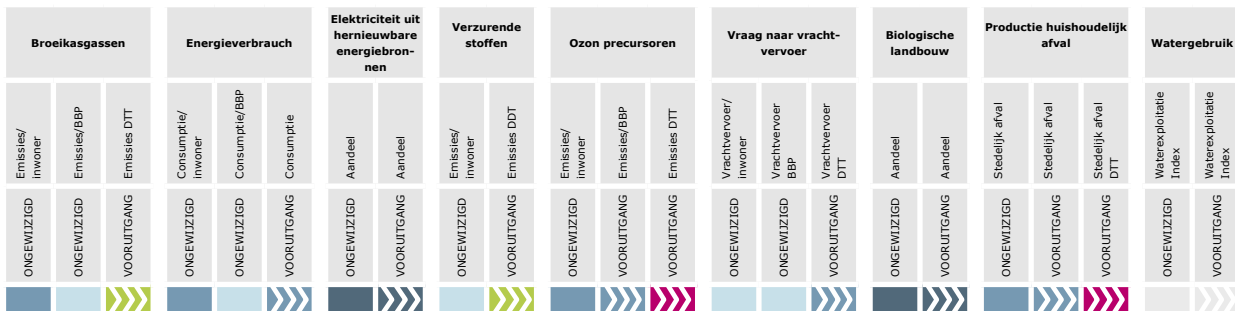 Broeikasgassen
Energieverbrauch
Elektriciteit uit
hernieuwbare
energiebron-
nen
Verzurende
stoffen
Ozon precursoren
Vraag naar vracht-
vervoer
Biologische
landbouw
Productie huishoudelijk
afval
Watergebruik
Emissies/
inwoner
Emissies/BBP
Emissies DTT
Consumptie/
inwoner
Consumptie/BBP
Consumptie
Aandeel
Aandeel
Emissies/
inwoner
Emissies DDT
Emissies/
inwoner
Emissies/BBP
Emissies DTT
Vrachtvervoer/
inwoner
Vrachtvervoer
BBP
Vrachtvervoer
DTT
Aandeel
Aandeel
Stedelijk afval
Stedelijk afval
Stedelijk afval
DTT
Waterexploitatie
Index
Waterexploitatie
Index
ONGEWIJZIGD
ONGEWIJZIGD
VOORUITGANG
ONGEWIJZIGD
ONGEWIJZIGD
VOORUITGANG
ONGEWIJZIGD
VOORUITGANG
ONGEWIJZIGD
VOORUITGANG
ONGEWIJZIGD
VOORUITGANG
VOORUITGANG
ONGEWIJZIGD
ONGEWIJZIGD
VOORUITGANG
ONGEWIJZIGD
VOORUITGANG
ONGEWIJZIGD
VOORUITGANG
VOORUITGANG
ONGEWIJZIGD
VOORUITGANG